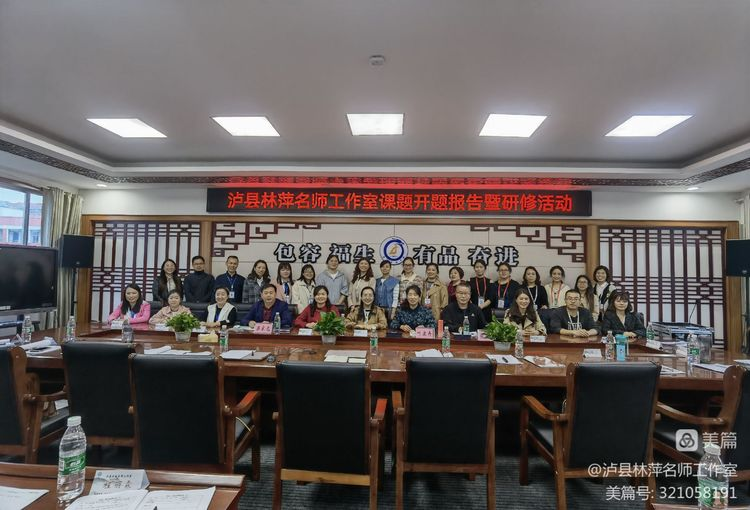 泸县林萍名师工作室课题开题报告暨研修活动
包容 福生 有品 奋进
美篇
@泸县林萍名师工作室
美篇号: 321058191